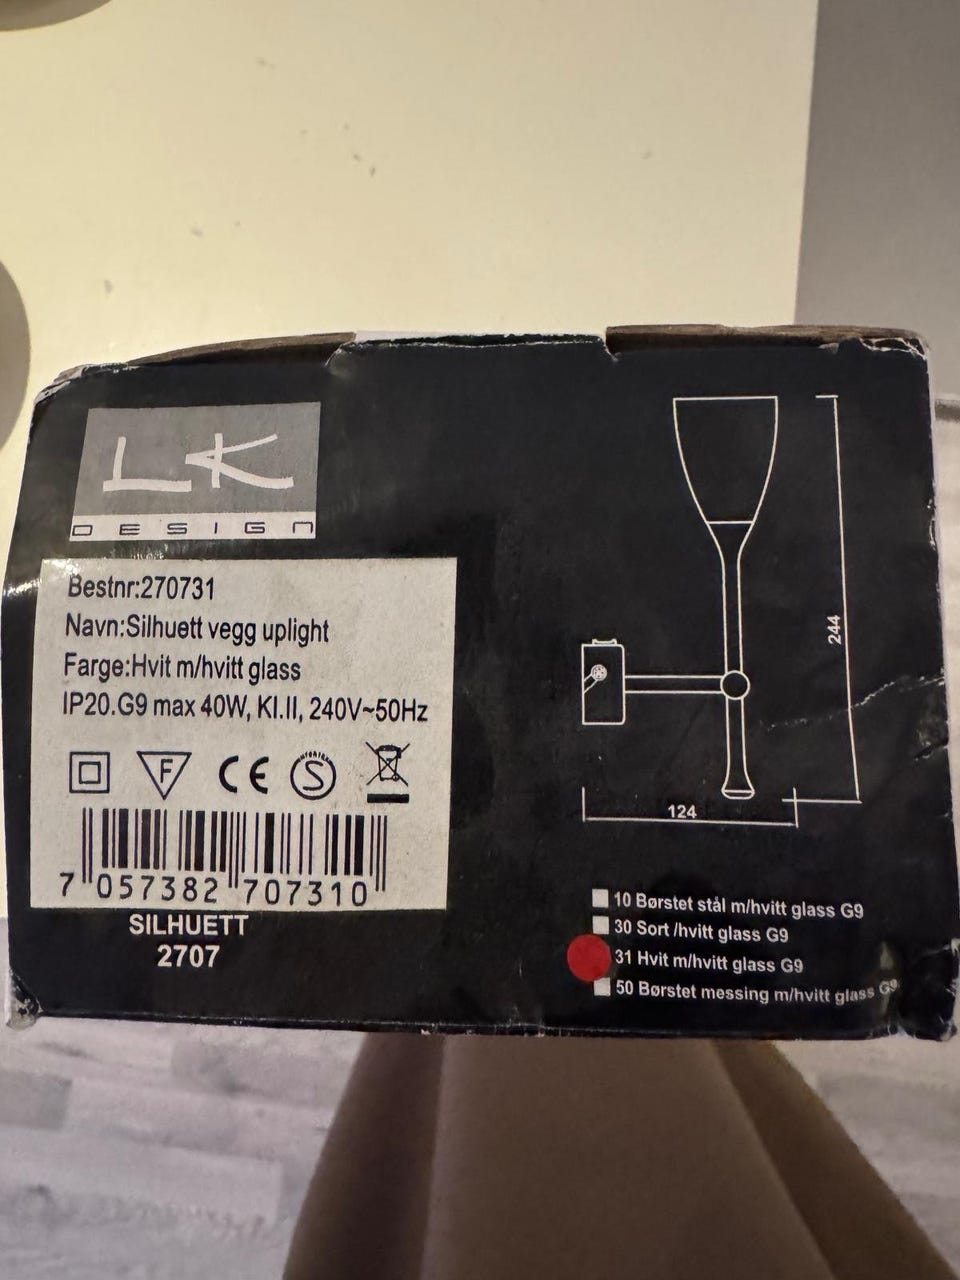 LK
DESIGN
Bestnr:270731
Navn:Silhuett vegg uplight
Farge:Hvit m/hvitt glass
IP20.G9 max 40W, KI.II, 240V~50Hz
F
CE
S
7 057382 707310
SILHUETT
2707
244
124
10 Børstet stål m/hvitt glass G9
30 Sort /hvitt glass G9
31 Hvit m/hvitt glass G9
50 Børstet messing m/hvitt glass G9